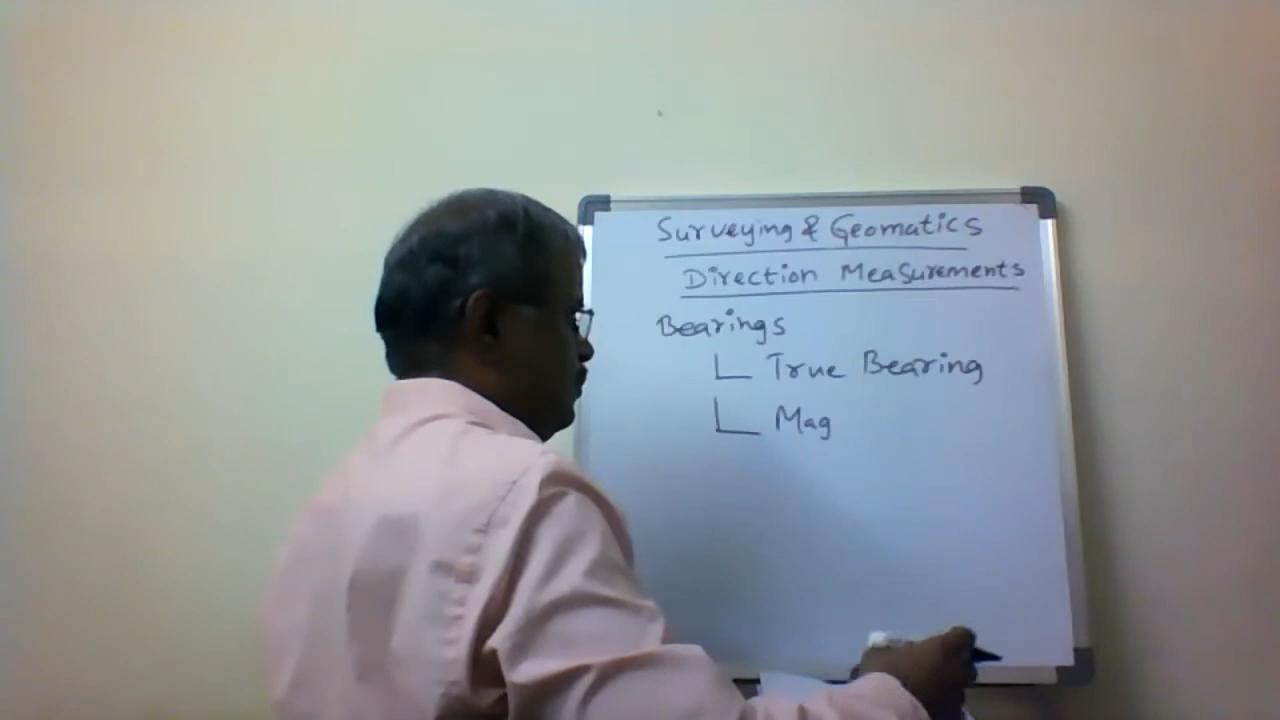 Surveying & Geomatics
Direction Measurements
Bearings
True Bearing
Mag